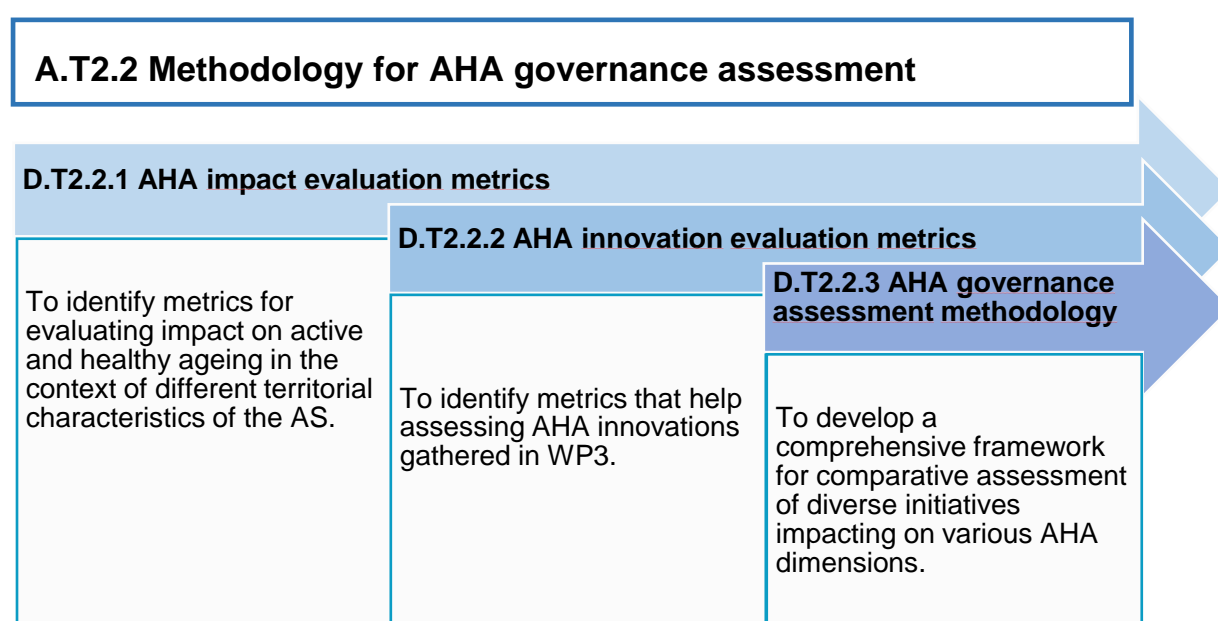 A.T2.2 Methodology for AHA governance assessment
D.T2.2.1 AHA impact evaluation metrics
To identify metrics for
evaluating impact on active
and healthy ageing in the
context of different territorial
characteristics of the AS.
D.T2.2.2 AHA innovation evaluation metrics
To identify metrics that help
assessing AHA innovations
gathered in WP3.
D.T2.2.3 AHA governance
assessment methodology
To develop a
comprehensive framework
for comparative assessment
of diverse initiatives
impacting on various AHA
dimensions.